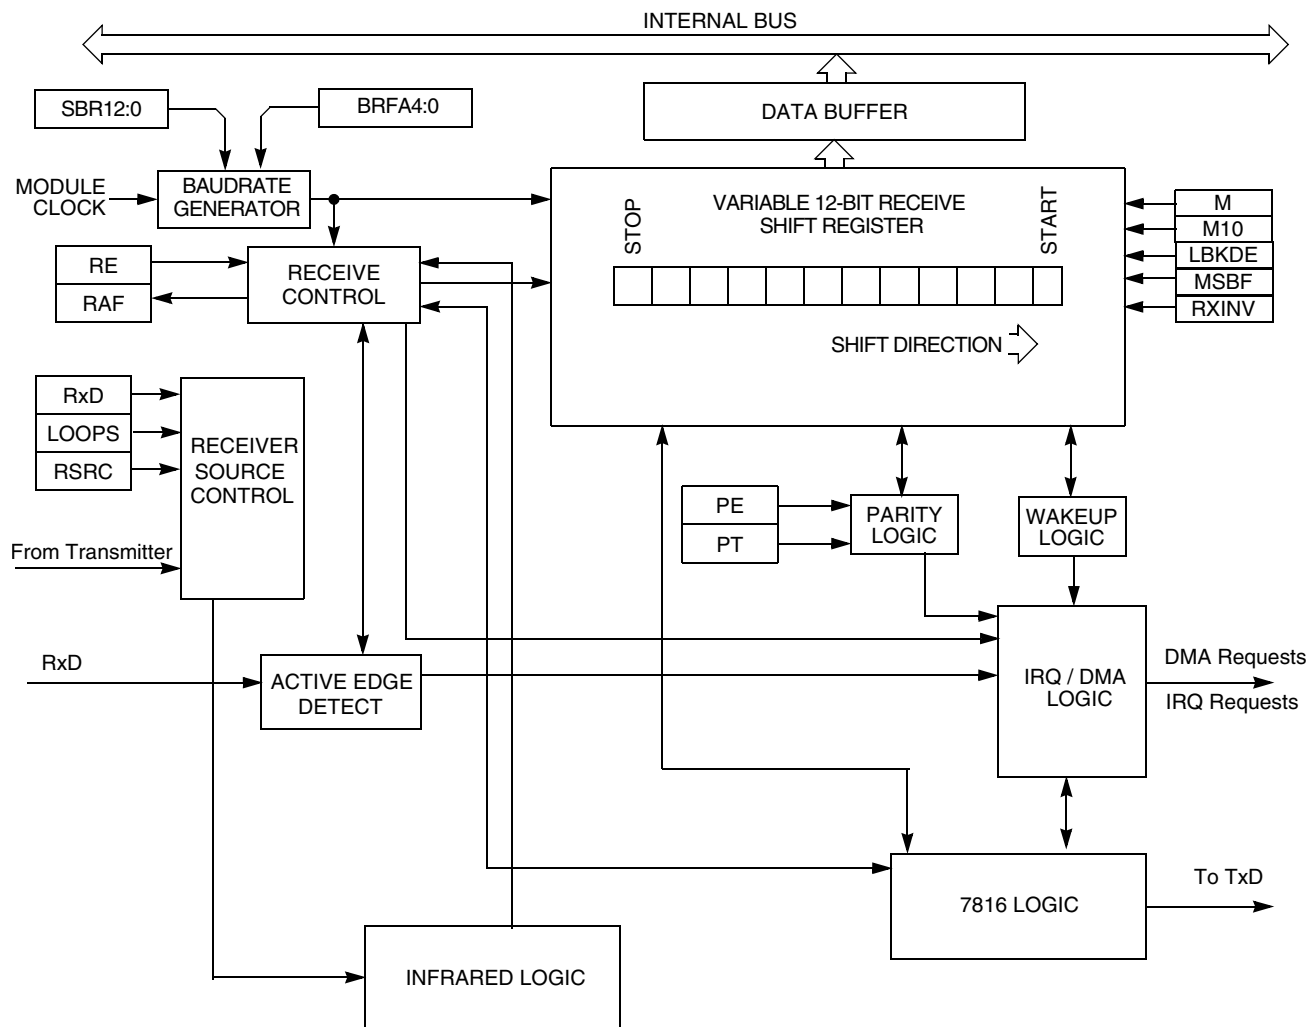 INTERNAL BUS
SBR12:0
BRFA4:0
DATA BUFFER
MODULE
CLOCK
BAUDRATE
GENERATOR
VARIABLE 12-BIT RECEIVE
SHIFT REGISTER
STOP
START
M
M10
LBKDE
MSBF
RXINV
RE
RAF
RECEIVE
CONTROL
SHIFT DIRECTION
RxD
LOOPS
RSRC
RECEIVER
SOURCE
CONTROL
From Transmitter
PE
PT
PARITY
LOGIC
WAKEUP
LOGIC
RxD
ACTIVE EDGE
DETECT
IRQ / DMA
LOGIC
DMA Requests
IRQ Requests
7816 LOGIC
To TxD
INFRARED LOGIC